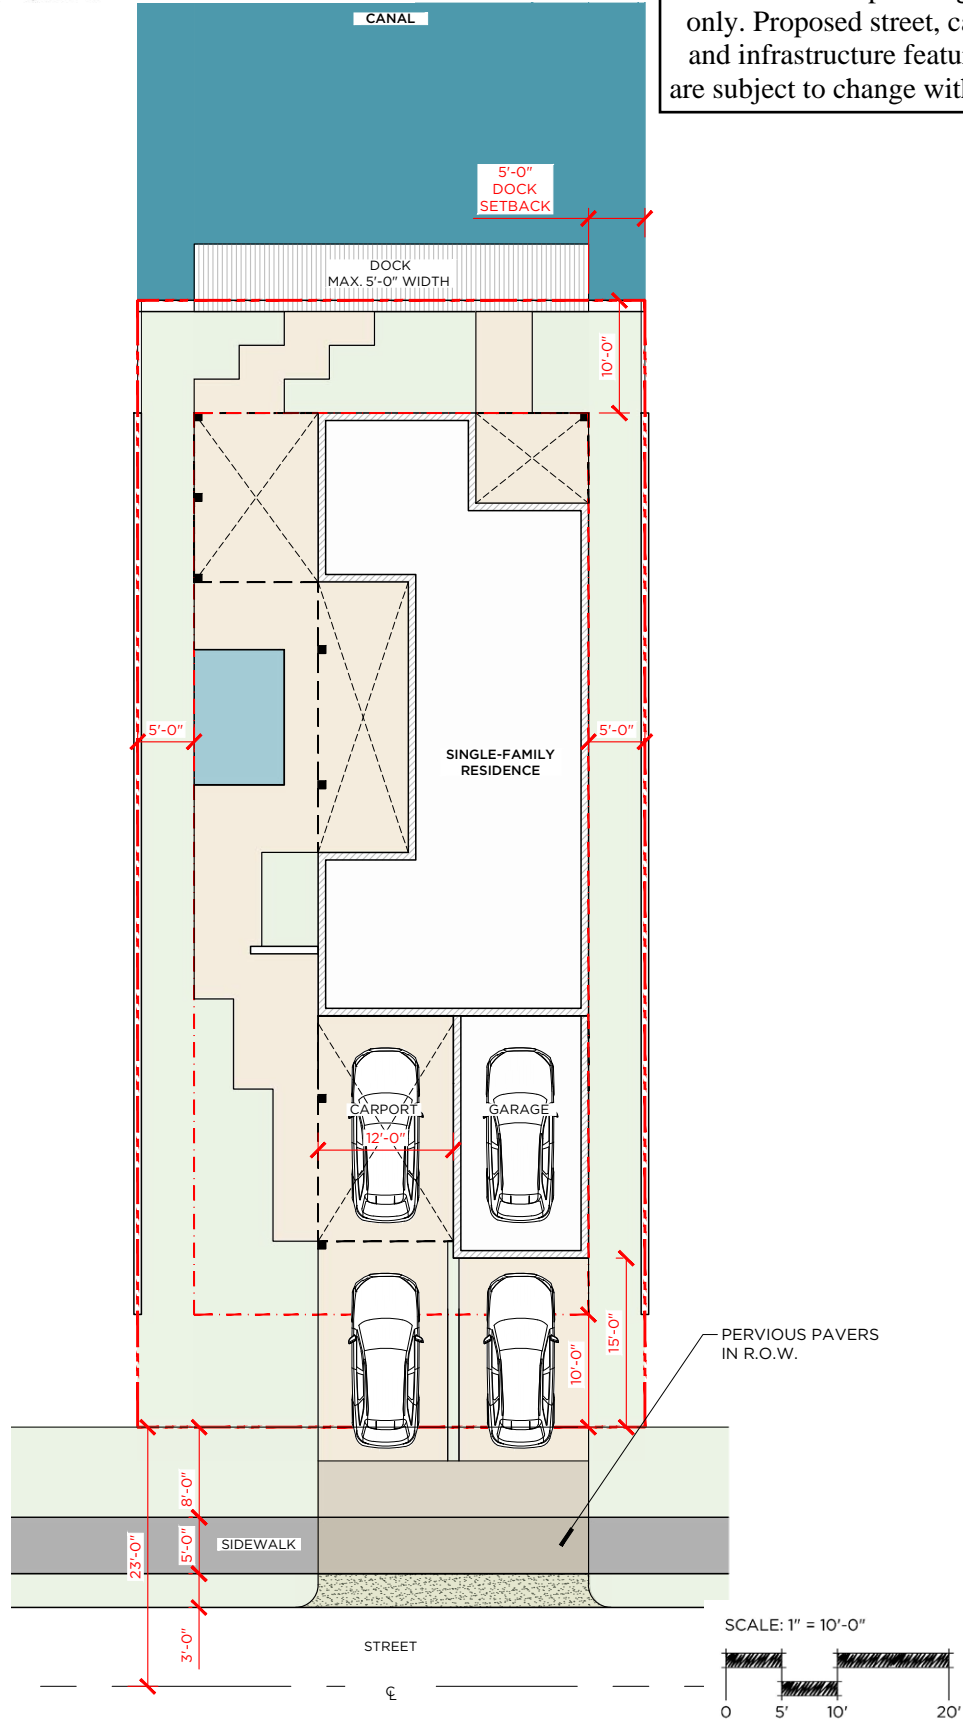 CANAL
only. Proposed street,
and infrastructure
are subject to change
5'-0"
DOCK
SETBACK
DOCK
MAX. 5'-0" WIDTH
10'-0"
5'-0"
5'-0"
SINGLE-FAMILY
RESIDENCE
CARPORT
GARAGE
12'-0"
15'-0"
10'-0"
PERVIOUS PAVERS
IN R.O.W.
8'-0"
5'-0"
23'-0"
SIDEWALK
3'-0"
STREET
℄
SCALE: 1" = 10'-0"
0 5' 10' 20'